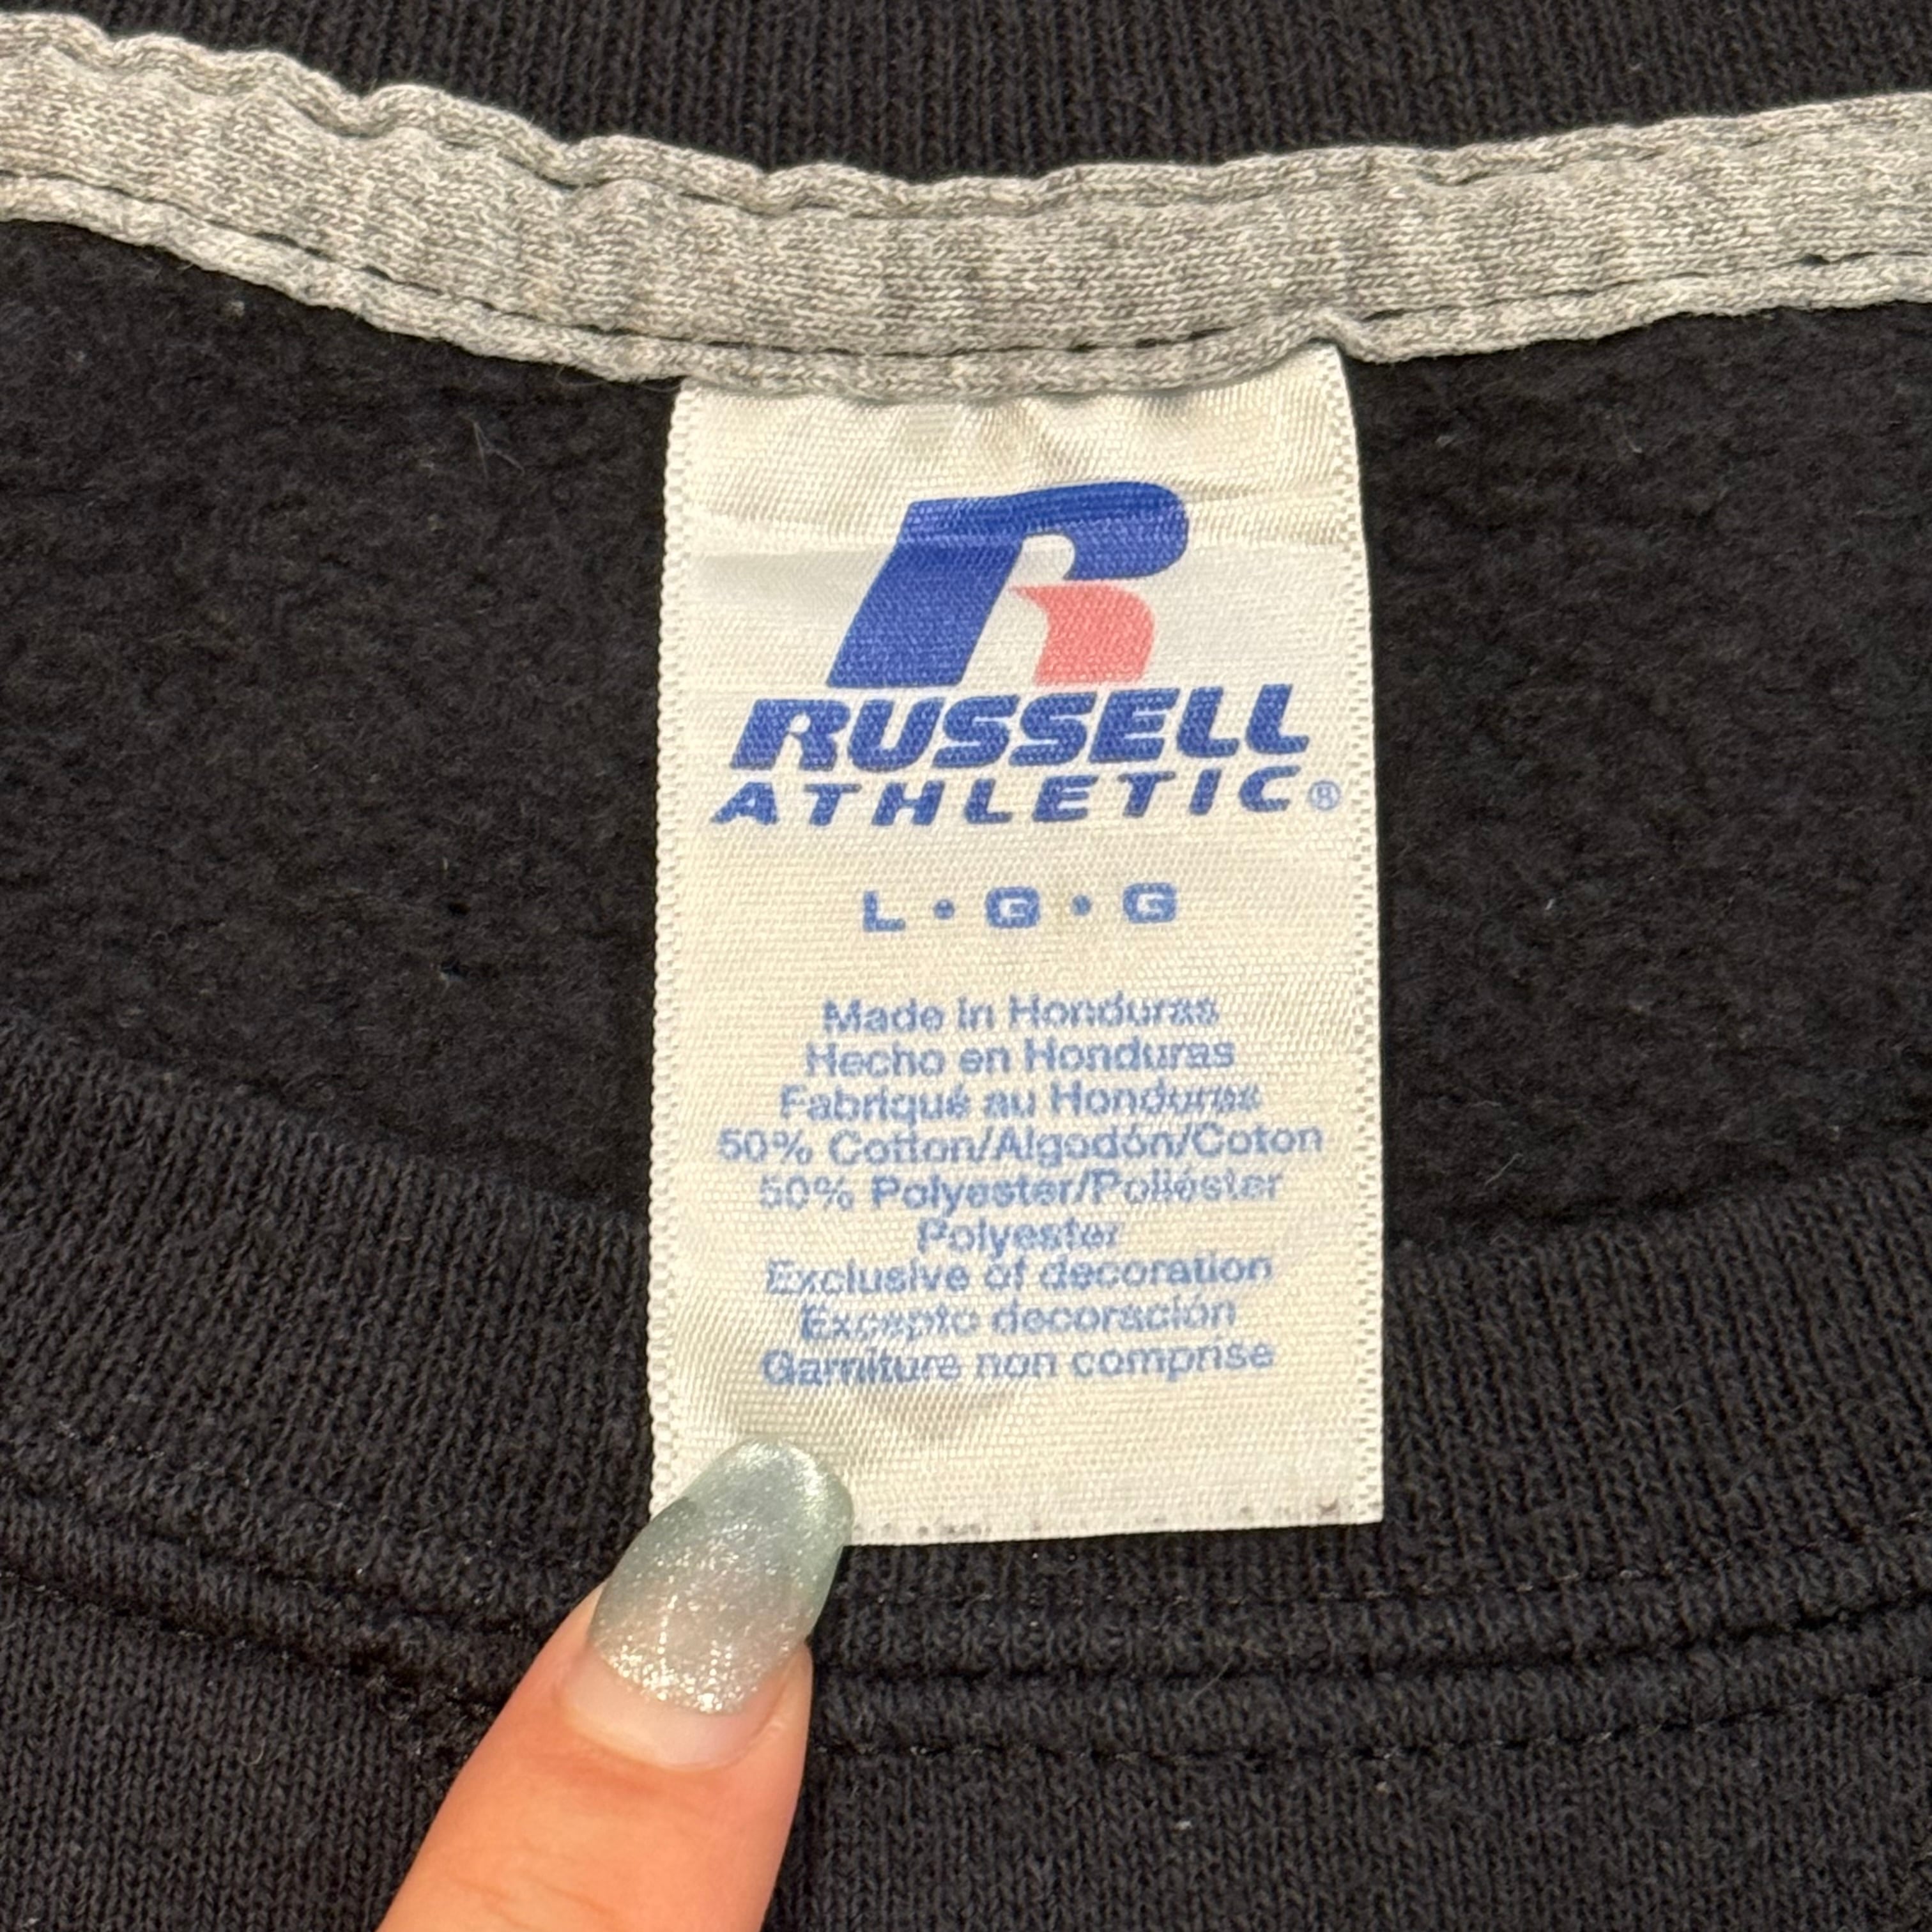 R
RUSSELL
ATHLETIC®
L • G • G
Made in Honduras
Hecho en Honduras
Fabriqué au Honduras
50% Cotton/Algodón/Coton
50% Polyester/Poliéster
Polyester
Exclusive of decoration
Excepto decoración
Garniture non comprise